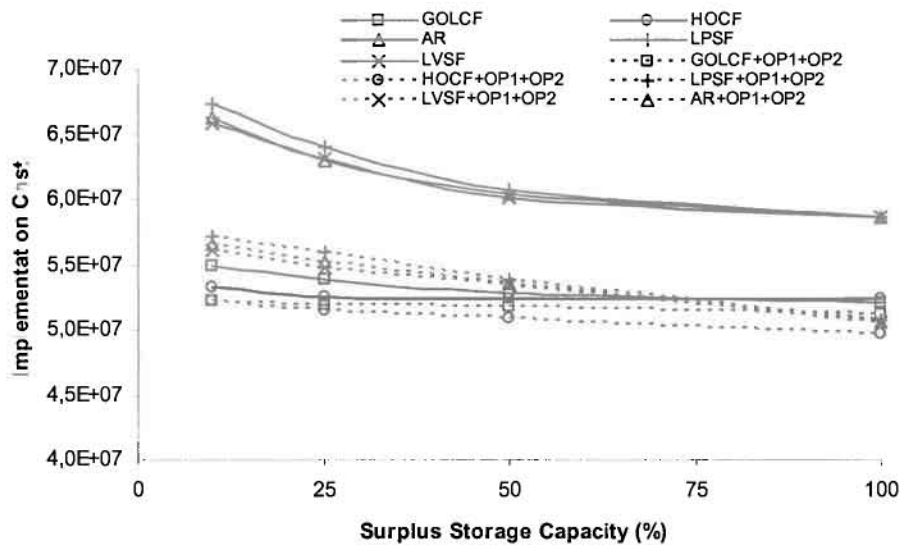 GOLCF HOCF
AR LPSF
LVSF GOLCF+OP1+OP2
HOCF+OP1+OP2 LPSF+OP1+OP2
LVSF+OP1+OP2 AR+OP1+OP2
7,0E+07
6,5E+07
6,0E+07
5,5E+07
5,0E+07
4,5E+07
4,0E+07
0 25 50 75 100
Surplus Storage Capacity (%)